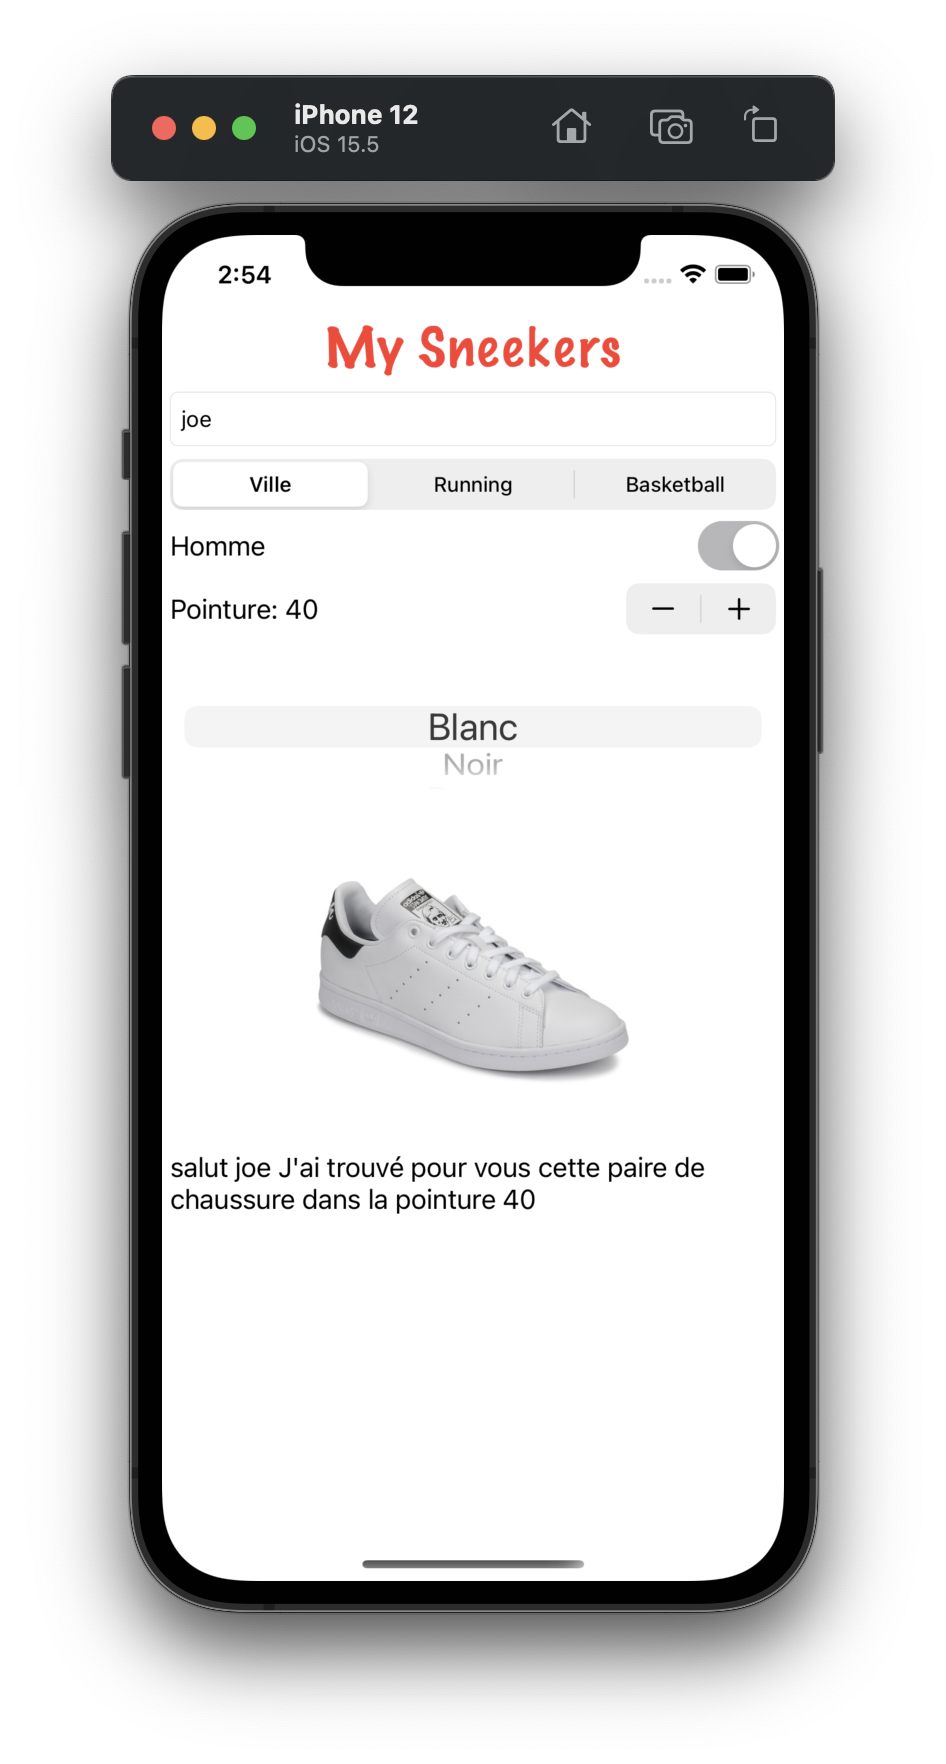 iPhone 12
iOS 15.5
2:54
My Sneekers
joe
Ville Running Basketball
Homme
Pointure: 40
Blanc
Noir
salut joe J'ai trouvé pour vous cette paire de
chaussure dans la pointure 40